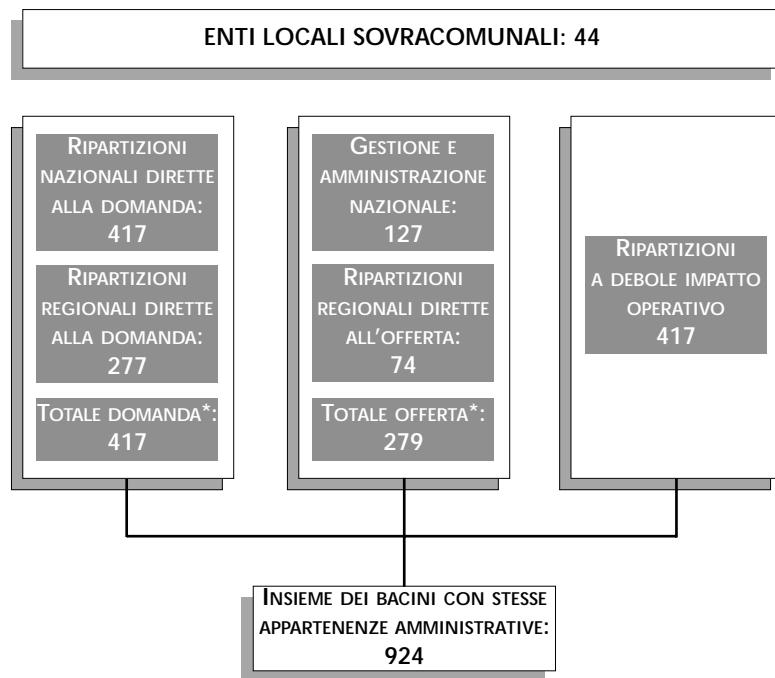 ENTI LOCALI SOVRACOMUNALI: 44
RIPARTIZIONI
NAZIONALI DIRETTE
ALLA DOMANDA:
417
RIPARTIZIONI
REGIONALI DIRETTE
ALLA DOMANDA:
277
TOTALE DOMANDA*:
417
GESTIONE E
AMMINISTRAZIONE
NAZIONALE:
127
RIPARTIZIONI
REGIONALI DIRETTE
ALL'OFFERTA:
74
TOTALE OFFERTA*:
279
RIPARTIZIONI
A DEBOLE IMPATTO
OPERATIVO
417
INSIEME DEI BACINI CON STESSE
APPARTENENZE AMMINISTRATIVE:
924